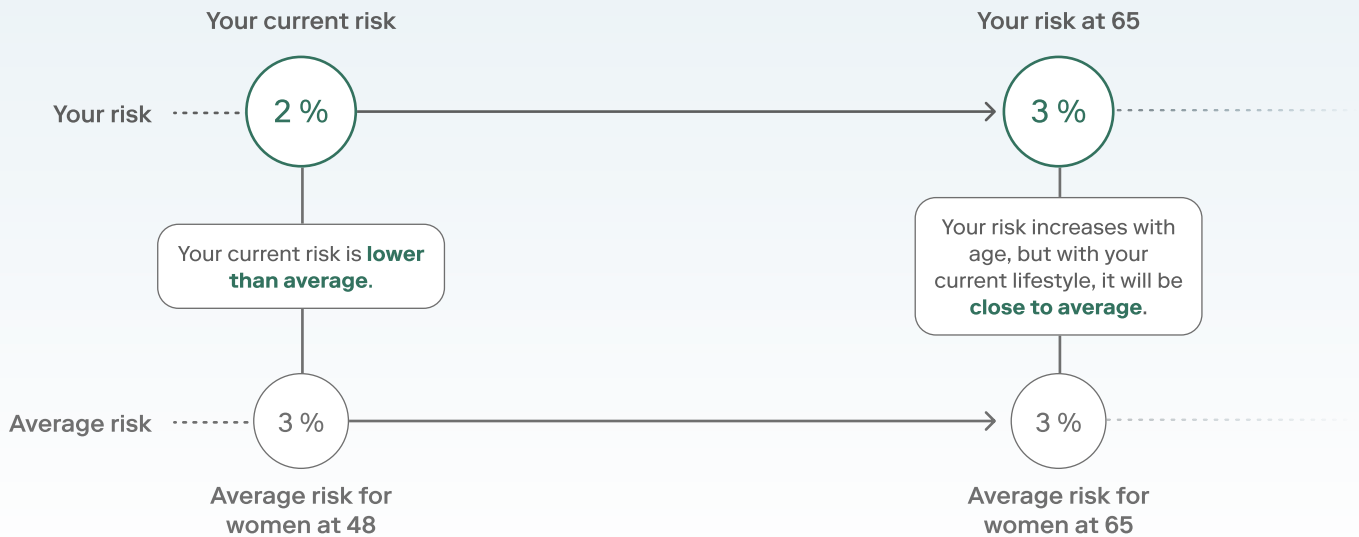 Your current risk
Your risk at 65
Your risk
2 %
3 %
Your current risk is lower
than average.
Your risk increases with
age, but with your
current lifestyle, it will be
close to average.
Average risk
3 %
3 %
Average risk for
women at 48
Average risk for
women at 65